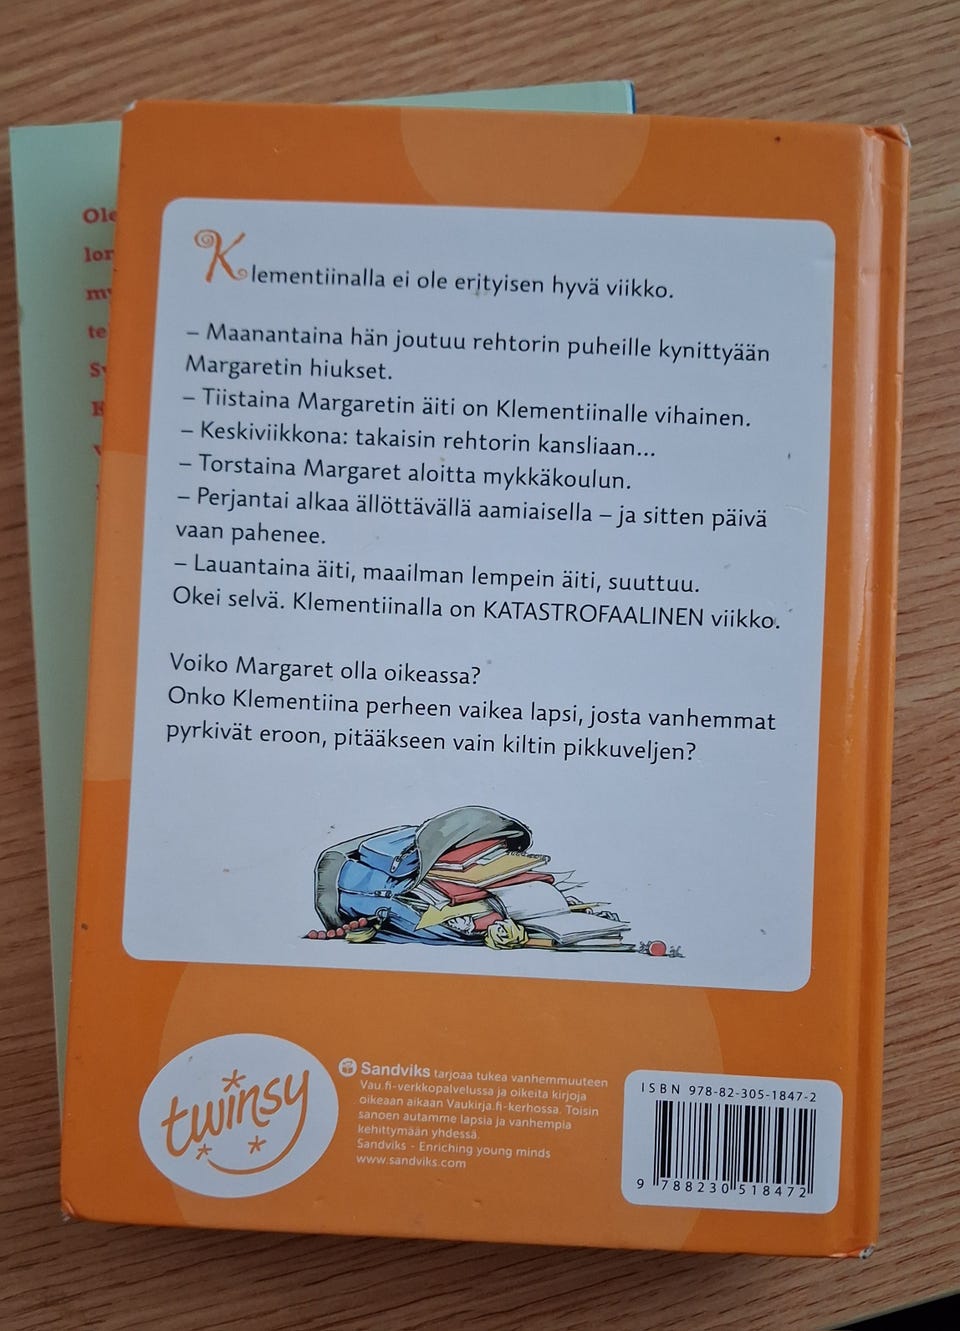 Klementiinalla ei ole erityisen hyvä viikko.
– Maanantaina hän joutuu rehtorin puheille kynittyään
Margaretin hiukset.
– Tiistaina Margaretin äiti on Klementiinalle vihainen.
– Keskiviikkona: takaisin rehtorin kansliaan...
– Torstaina Margaret aloitta mykkäkoulun.
– Perjantai alkaa ällöttävällä aamiaisella – ja sitten päivä
vaan pahenee.
– Lauantaina äiti, maailman lempein äiti, suuttuu.
Okei selvä. Klementiinalla on KATASTROFAALINEN viikko.
Voiko Margaret olla oikeassa?
Onko Klementiina perheen vaikea lapsi, josta vanhemmat
pyrkivät eroon, pitääkseen vain kiltin pikkuveljen?
twinsy
Sandviks tarjoaa tukea vanhemmuuteen
Vau.fi-verkkopalvelussa ja oikeita kirjoja
oikeaan aikaan Vaukirja.fi-kerhossa. Toisin
sanoen autamme lapsia ja vanhempia
kehittymään yhdessä.
Sandviks - Enriching young minds
www.sandviks.com
ISBN 978-82-305-1847-2
9 788230 518472